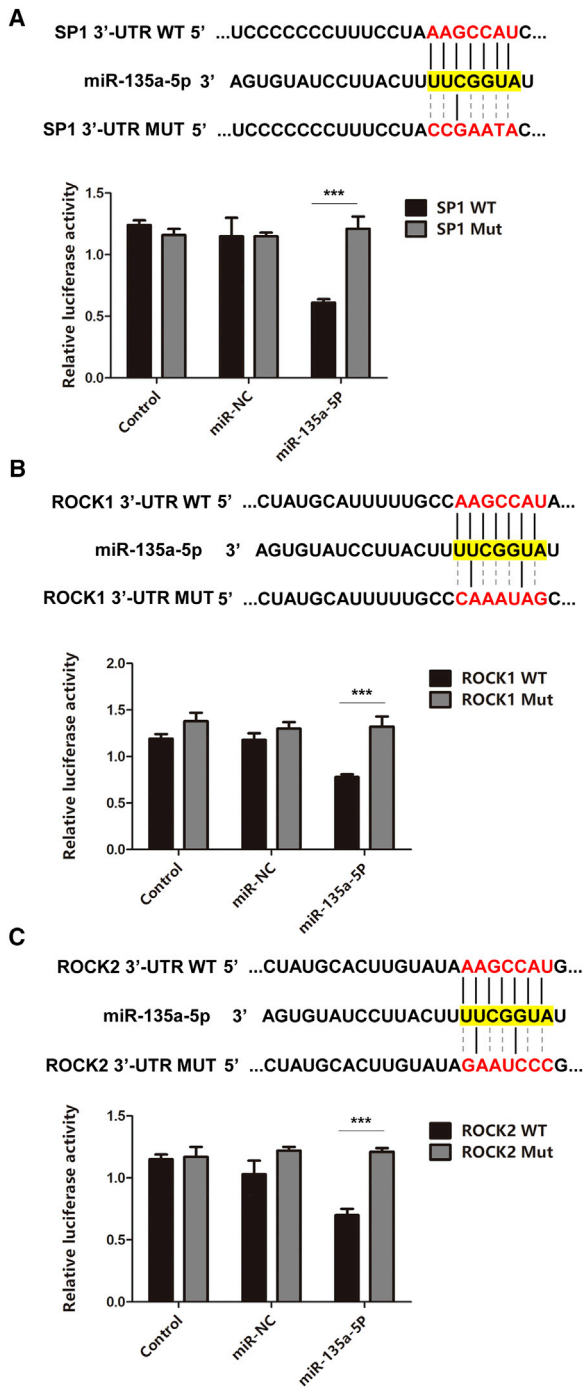 A
SP1 3’-UTR WT 5’ ...UCCCCCCCUUUCCUAAAGCCAUC...
miR-135a-5p 3’ AGUGUAUCCUUACUUUUCGGUAU
SP1 3’-UTR MUT 5’ ...UCCCCCCCUUUCCUACCGAATAC...
Relative luciferase activity
1.5
1.0
0.5
0.0
***
SP1 WT
SP1 Mut
Control
miR-NC
miR-135a-5P
B
ROCK1 3’-UTR WT 5’ ...CUAUGCAUUUUUGCCAAGCCAUA...
miR-135a-5p 3’ AGUGUAUCCUUACUUUUCGGUAU
ROCK1 3’-UTR MUT 5’ ...CUAUGCAUUUUUGCCCAAAUAGC...
Relative luciferase activity
2.0
1.5
1.0
0.5
0.0
***
ROCK1 WT
ROCK1 Mut
Control
miR-NC
miR-135a-5P
C
ROCK2 3’-UTR WT 5’ ...CUAUGCACUUGUAUAAAGCCAUG...
miR-135a-5p 3’ AGUGUAUCCUUACUUUUCGGUAU
ROCK2 3’-UTR MUT 5’ ...CUAUGCACUUGUAUAGAAUCCCG...
Relative luciferase activity
1.5
1.0
0.5
0.0
***
ROCK2 WT
ROCK2 Mut
Control
miR-NC
miR-135a-5P